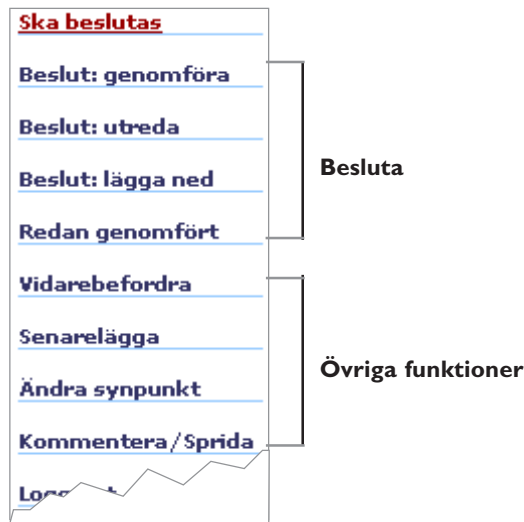 Ska beslutas
Beslut: genomföra
Beslut: utreda
Beslut: lägga ned
Redan genomfört
Besluta
Vidarebefordra
Senarelägga
Ändra synpunkt
Kommentera/Sprida
Övriga funktioner